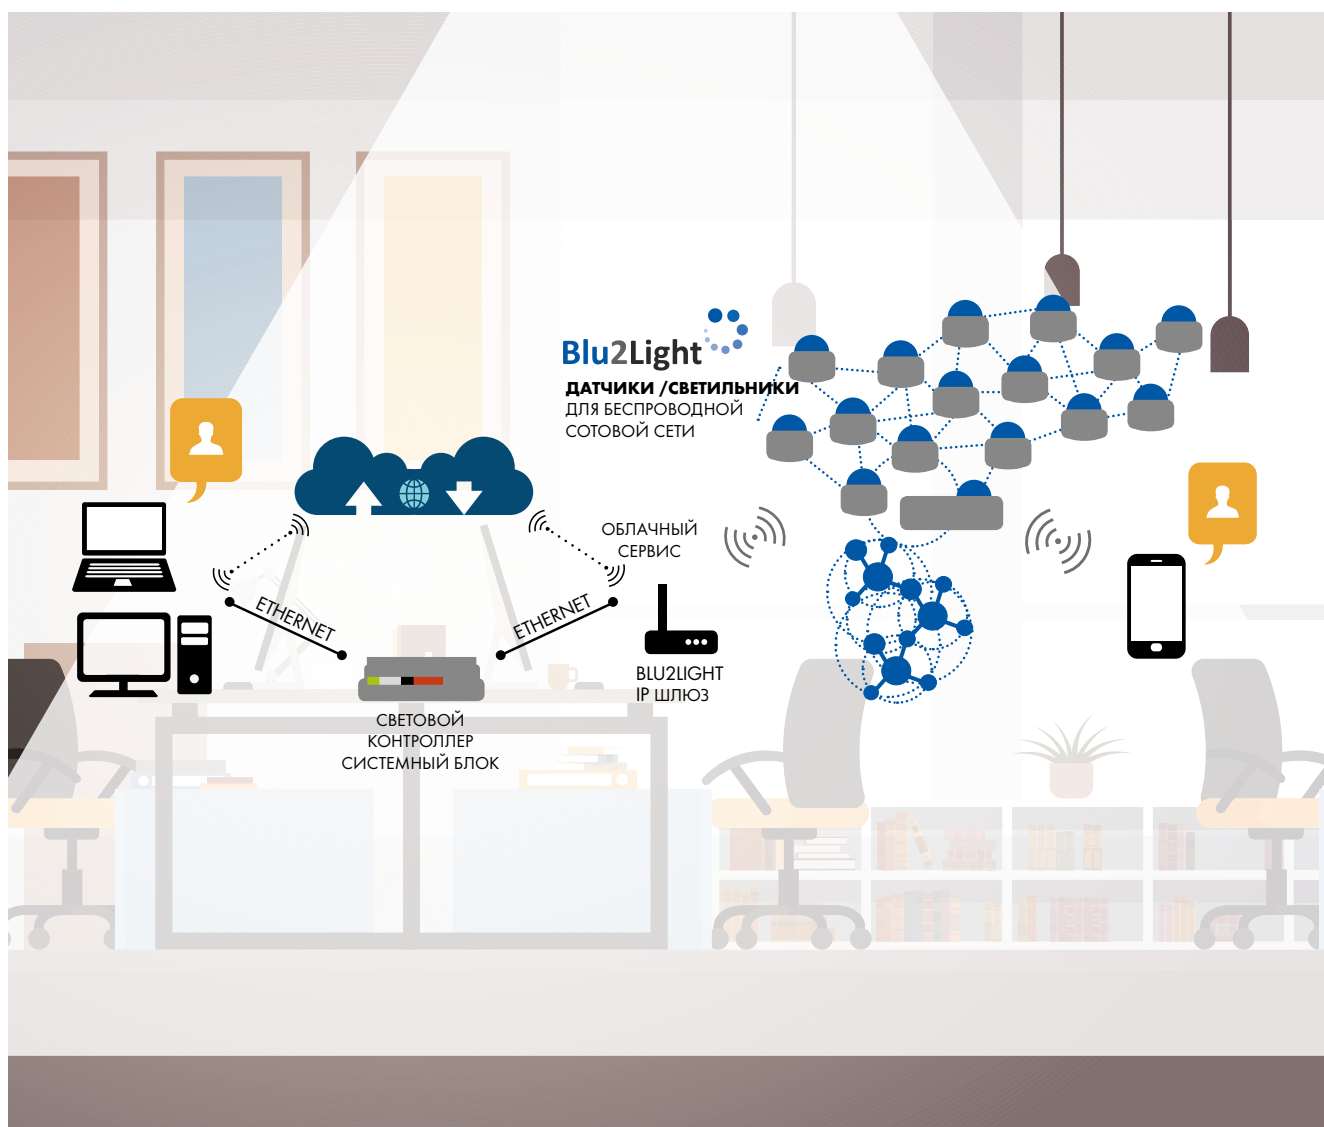 Blu2Light
ДАТЧИКИ /СВЕТИЛЬНИКИ
ДЛЯ БЕСПРОВОДНОЙ
СОТОВОЙ СЕТИ
ОБЛАЧНЫЙ
СЕРВИС
ETHERNET
ETHERNET
BLU2LIGHT
IP ШЛЮЗ
СВЕТОВОЙ
КОНТРОЛЛЕР
СИСТЕМНЫЙ БЛОК